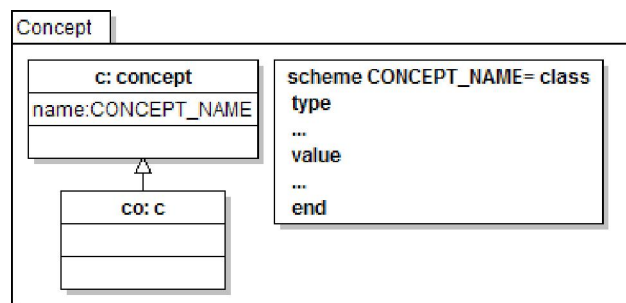 Concept
c: concept
name:CONCEPT_NAME
co: c
scheme CONCEPT_NAME= class
type
...
value
...
end